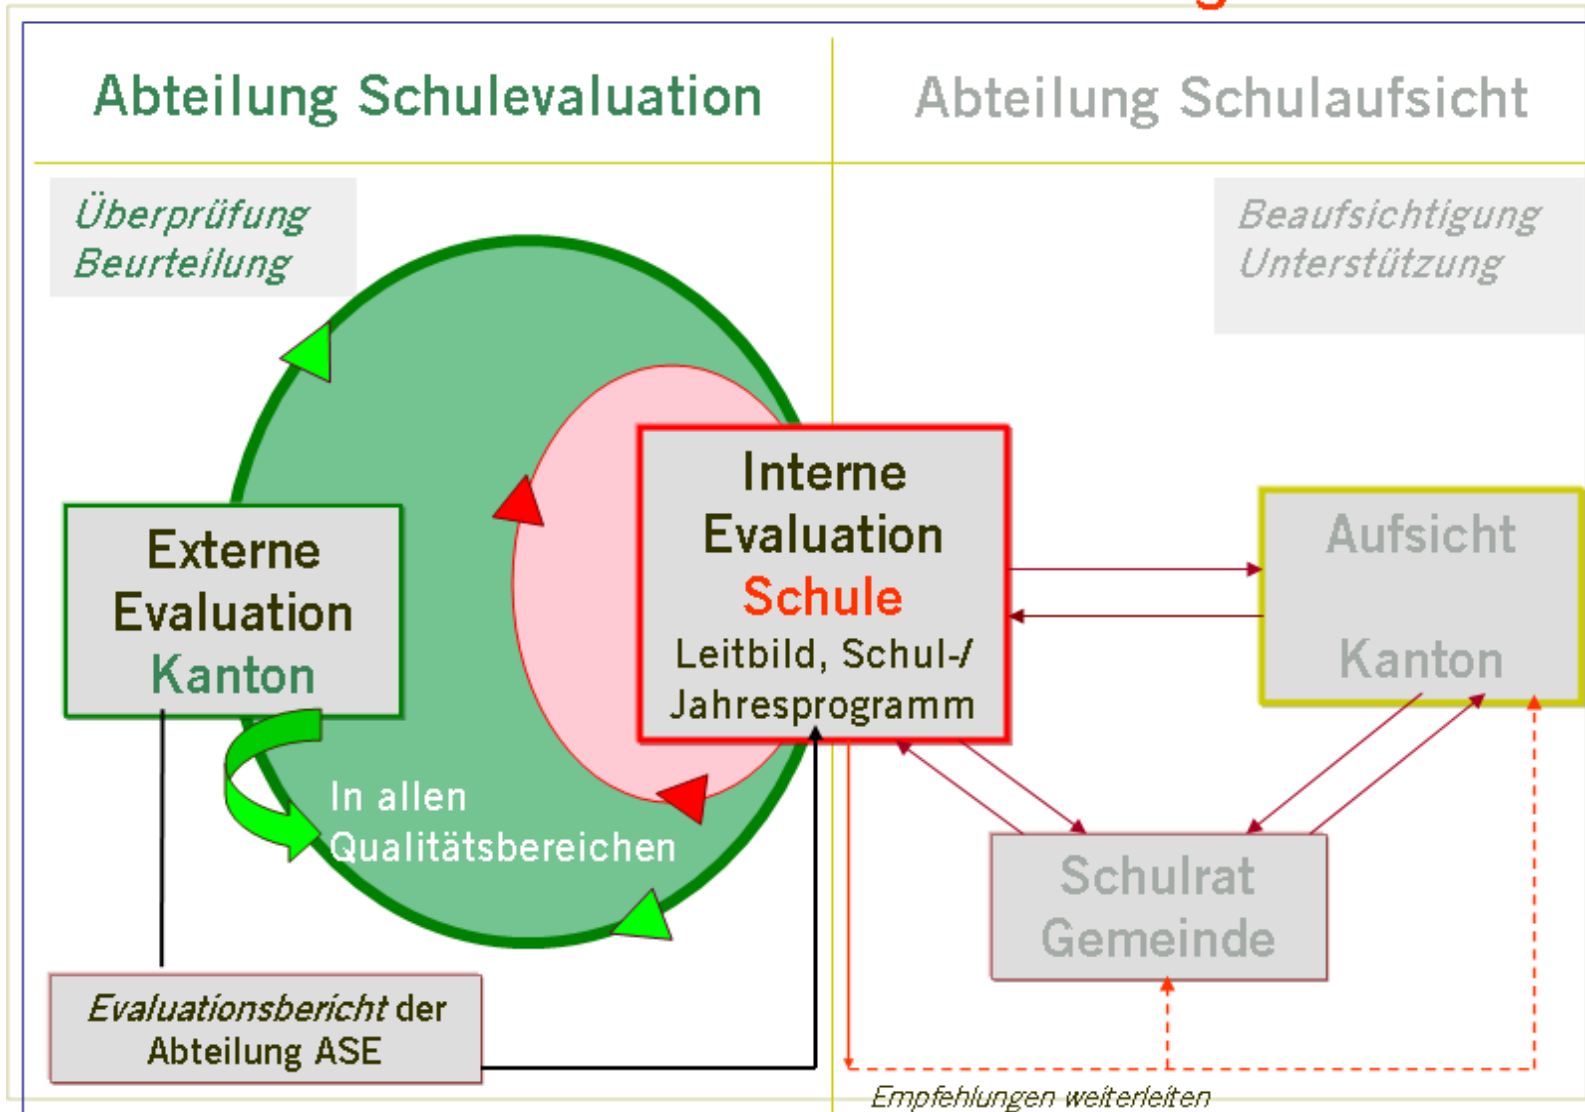 g
Abteilung Schulevaluation
Abteilung Schulaufsicht
Überprüfung
Beurteilung
Beaufsichtigung
Unterstützung
Interne
Evaluation
Schule
Leitbild, Schul-/
Jahresprogramm
Externe
Evaluation
Kanton
Aufsicht
Kanton
In allen
Qualitätsbereichen
Schulrat
Gemeinde
Evaluationsbericht der
Abteilung ASE
Empfehlungen weiterleiten